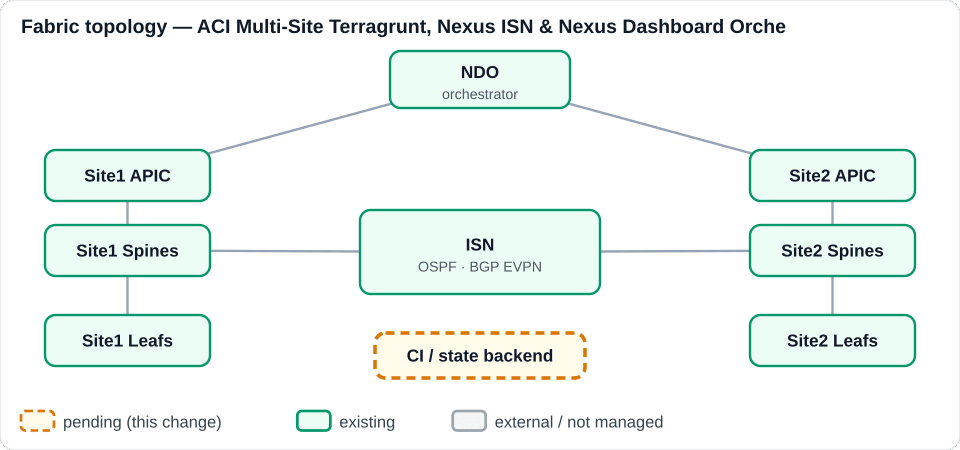 Fabric topology — ACI Multi-Site Terragrunt, Nexus ISN & Nexus Dashboard Orche
NDO
orchestrator
Site1 APIC
Site2 APIC
Site1 Spines
ISN
OSPF · BGP EVPN
Site2 Spines
Site1 Leafs
CI / state backend
Site2 Leafs
pending (this change)
existing
external / not managed